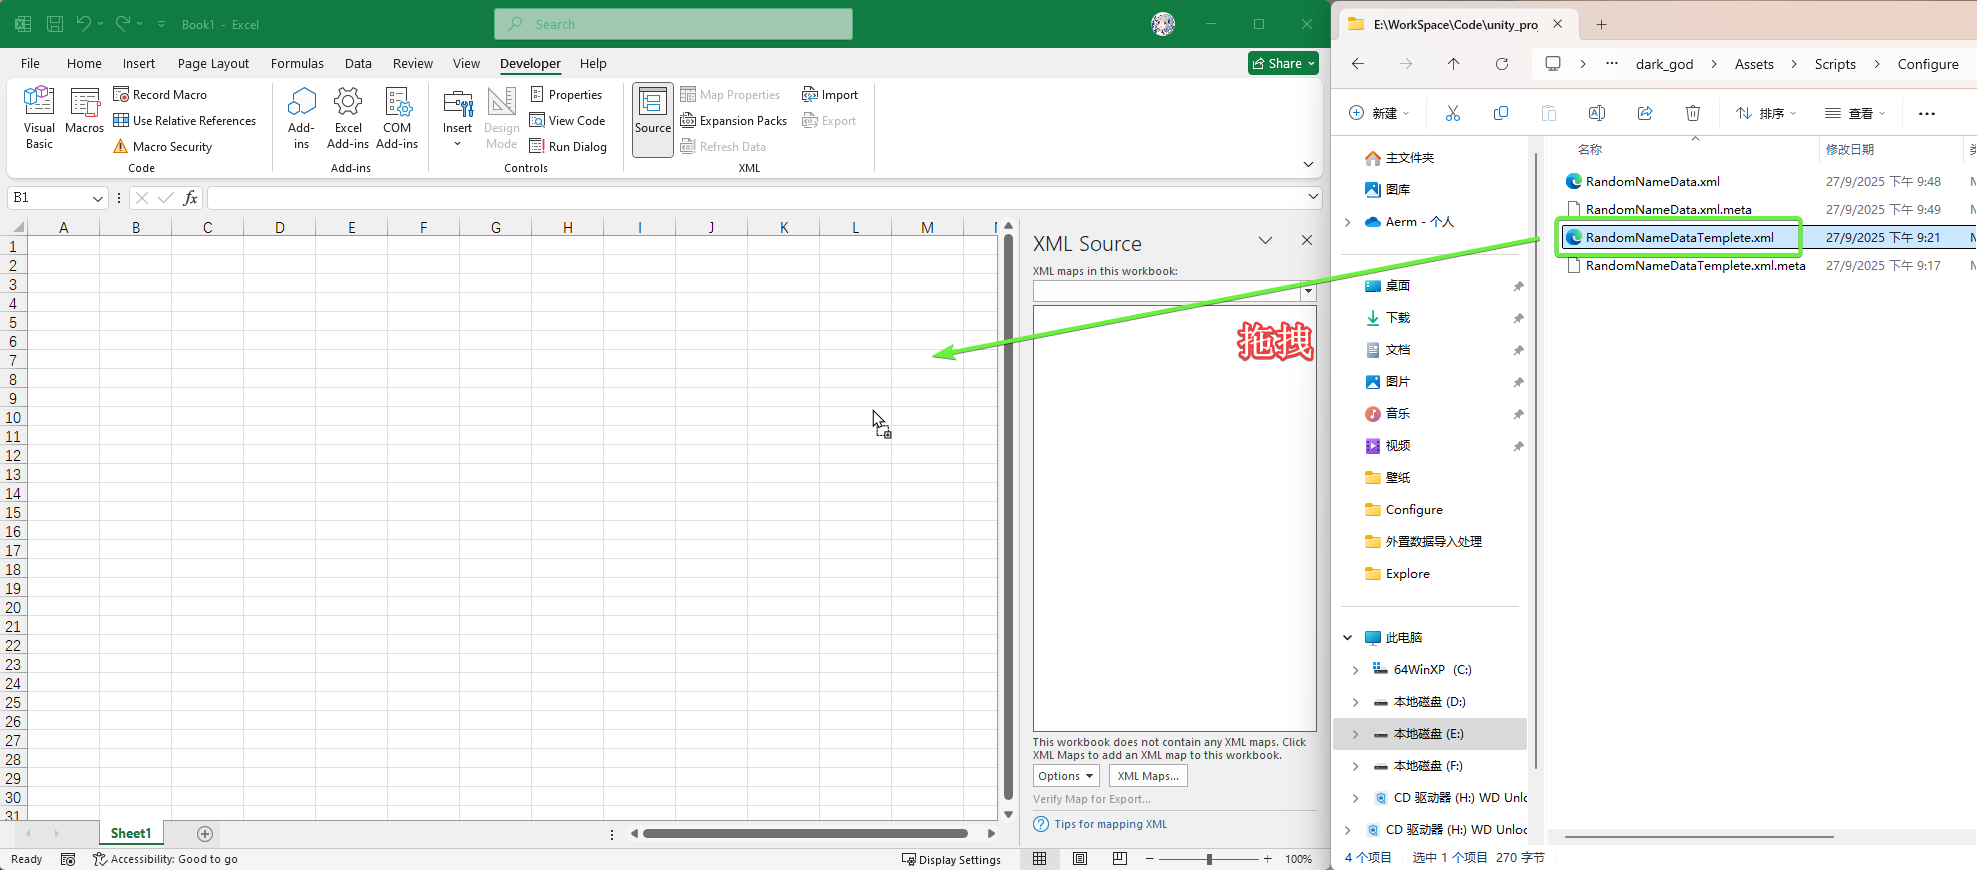 Book1 - Excel
Search
File Home Insert Page Layout Formulas Data Review View Developer Help
Share
Visual Basic
Macros
Record Macro
Use Relative References
Macro Security
Code
Add-ins
Excel Add-ins
COM Add-ins
Add-ins
Insert
Design Mode
Properties
View Code
Run Dialog
Controls
Source
Map Properties
Expansion Packs
Refresh Data
Import
Export
XML
B1
fx
A B C D E F G H I J K L M
1
2
3
4
5
6
7
8
9
10
11
12
13
14
15
16
17
18
19
20
21
22
23
24
25
26
27
28
29
30
31
XML Source
XML maps in this workbook:
拖拽
This workbook does not contain any XML maps. Click
XML Maps to add an XML map to this workbook.
Options
XML Maps...
Verify Map for Export...
Tips for mapping XML
Sheet1
Ready
Accessibility: Good to go
Display Settings
100%
E:\WorkSpace\Code\unity_pro
dark_god > Assets > Scripts > Configure
新建
排序
查看
主文件夹
图库
Aerm - 个人
桌面
下载
文档
图片
音乐
视频
壁纸
Configure
外置数据导入处理
Explore
此电脑
64WinXP (C:)
本地磁盘 (D:)
本地磁盘 (E:)
本地磁盘 (F:)
CD 驱动器 (H:) WD Unlo
CD 驱动器 (H:) WD Unloc
名称 修改日期
RandomNameData.xml 27/9/2025 下午 9:48
RandomNameData.xml.meta 27/9/2025 下午 9:49
RandomNameDataTemplete.xml 27/9/2025 下午 9:21
RandomNameDataTemplete.xml.meta 27/9/2025 下午 9:17
4 个项目 选中 1 个项目 270 字节